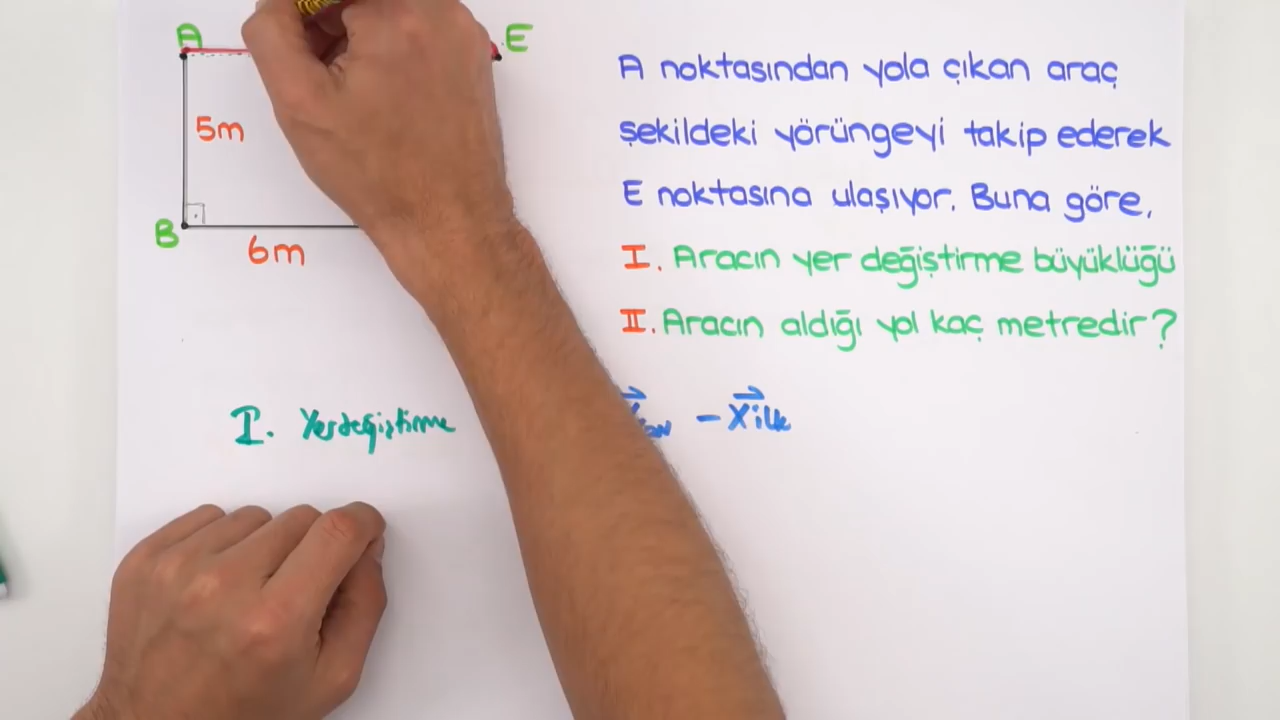 A
E
5m
B
6m
A noktasından yola çıkan araç
şekildeki yörüngeyi takip ederek
E noktasına ulaşıyor. Buna göre,
I. Aracın yer değiştirme büyüklüğü
II. Aracın aldığı yol kaç metredir?
I. Yerdeğiştirme - Xilk